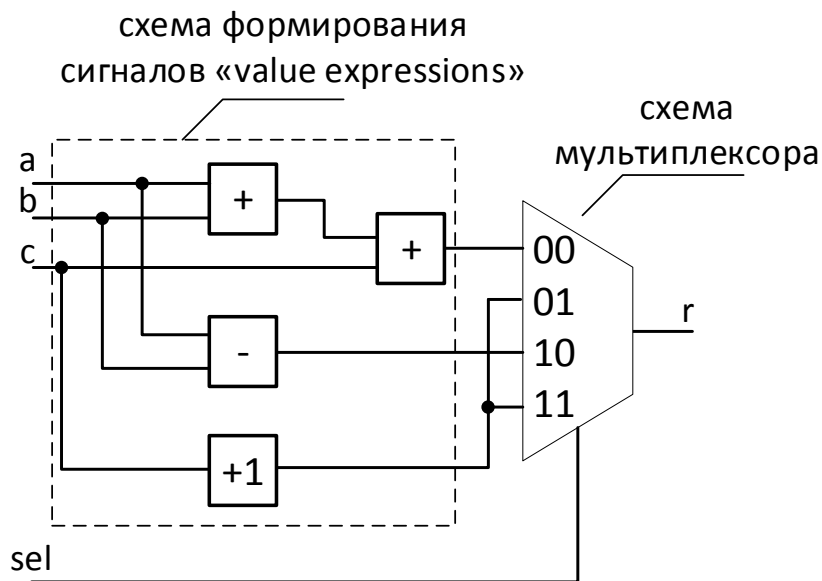 схема формирования
сигналов «value expressions»
схема
мультиплексора
a
b
c
+
+
-
+1
00
01
10
11
r
sel